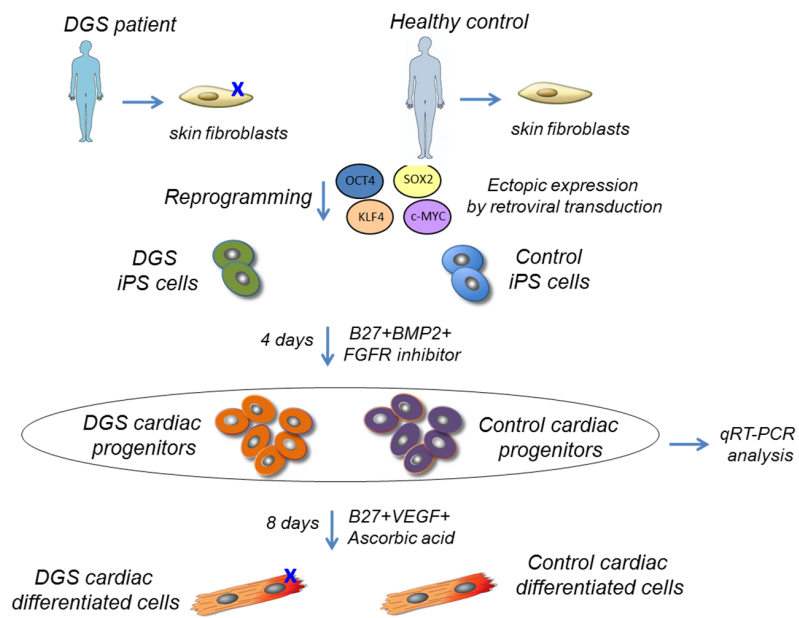 DGS patient
Healthy control
X
skin fibroblasts
skin fibroblasts
OCT4
SOX2
Reprogramming
Ectopic expression
by retroviral transduction
KLF4
c-MYC
DGS
iPS cells
Control
iPS cells
4 days
B27+BMP2+
FGFR inhibitor
DGS cardiac
progenitors
Control cardiac
progenitors
qRT-PCR
analysis
8 days
B27+VEGF+
Ascorbic acid
DGS cardiac
differentiated cells
X
Control cardiac
differentiated cells